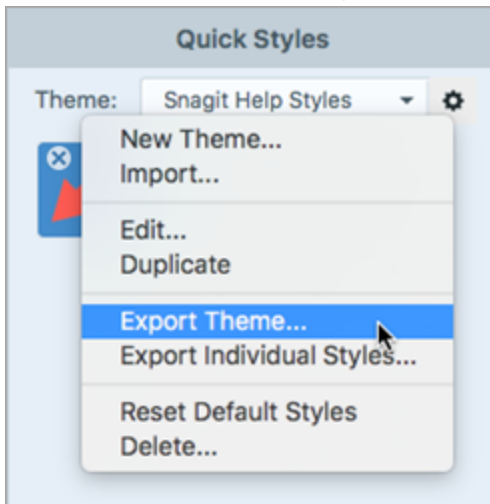 Quick Styles
Theme: Snagit Help Styles
New Theme...
Import...
Edit...
Duplicate
Export Theme...
Export Individual Styles...
Reset Default Styles
Delete...